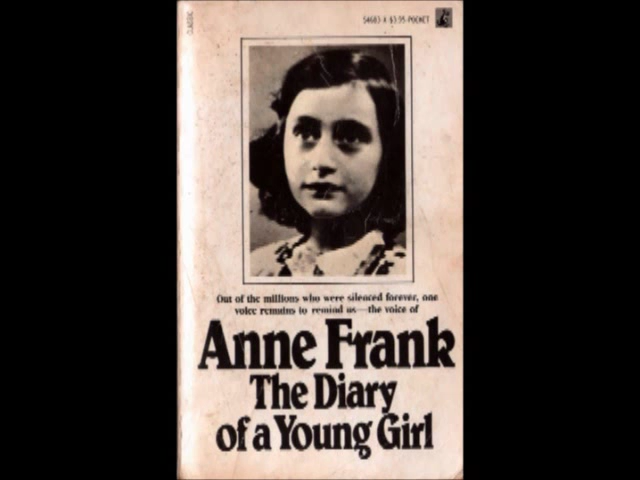 CLASSIC
54683-X·$3.95·POCKET
Out of the millions who were silenced forever, one
voice remains to remind us—the voice of
Anne Frank
The Diary
of a Young Girl